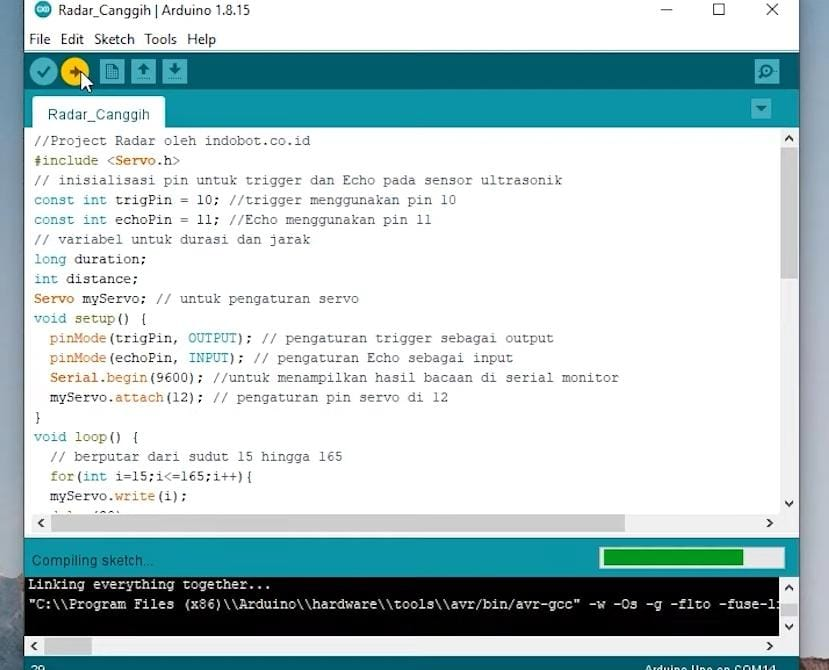 Radar_Canggih | Arduino 1.8.15
File Edit Sketch Tools Help
Radar_Canggih
//Project Radar oleh indobot.co.id
#include <Servo.h>
// inisialisasi pin untuk trigger dan Echo pada sensor ultrasonik
const int trigPin = 10; //trigger menggunakan pin 10
const int echoPin = 11; //Echo menggunakan pin 11
// variabel untuk durasi dan jarak
long duration;
int distance;
Servo myServo; // untuk pengaturan servo
void setup() {
pinMode(trigPin, OUTPUT); // pengaturan trigger sebagai output
pinMode(echoPin, INPUT); // pengaturan Echo sebagai input
Serial.begin(9600); //untuk menampilkan hasil bacaan di serial monitor
myServo.attach(12); // pengaturan pin servo di 12
}
void loop() {
// berputar dari sudut 15 hingga 165
for(int i=15;i<=165;i++){
myServo.write(i);
Compiling sketch...
Linking everything together...
"C:\\Program Files (x86)\\Arduino\\hardware\\tools\\avr/bin/avr-gcc" -w -Os -g -flto -fuse-l
Arduino Uno on COM14